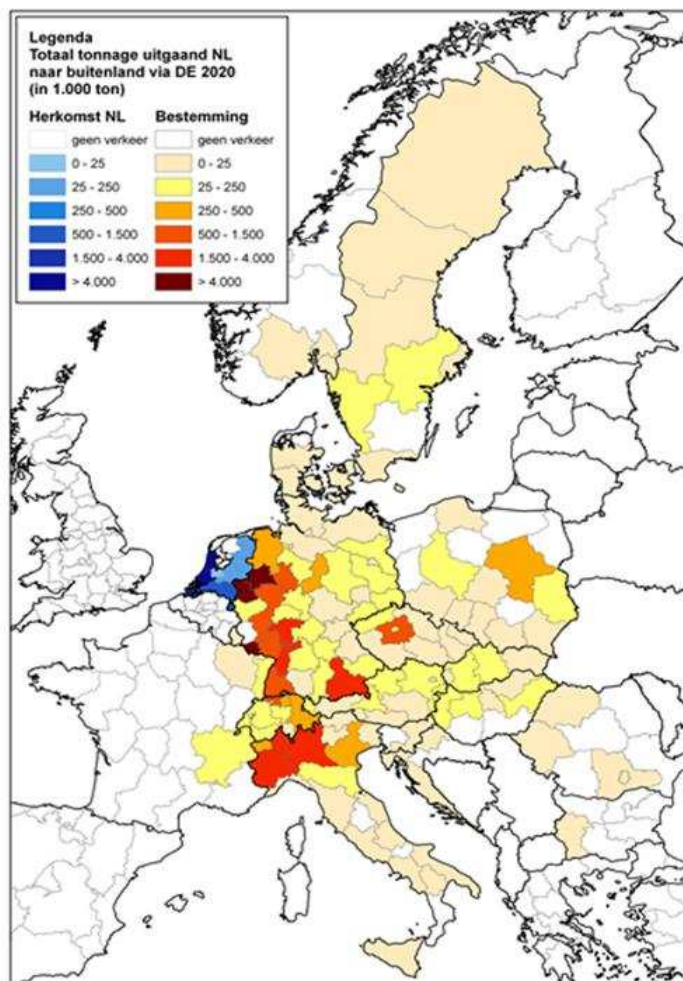 Legenda
Totaal tonnage uitgaand NL
naar buitenland via DE 2020
(in 1.000 ton)
Herkomst NL Bestemming
geen verkeer geen verkeer
0 - 25 0 - 25
25 - 250 25 - 250
250 - 500 250 - 500
500 - 1.500 500 - 1.500
1.500 - 4.000 1.500 - 4.000
> 4.000 > 4.000